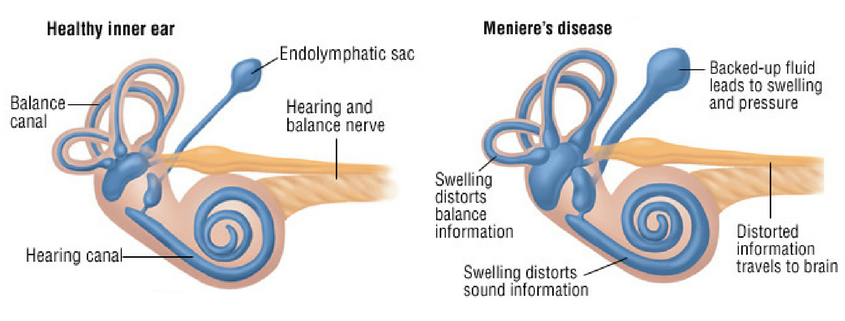 Healthy inner ear
Endolymphatic sac
Balance
canal
Hearing and
balance nerve
Hearing canal
Meniere's disease
Backed-up fluid
leads to swelling
and pressure
Swelling
distorts
balance
information
Swelling distorts
sound information
Distorted
information
travels to brain